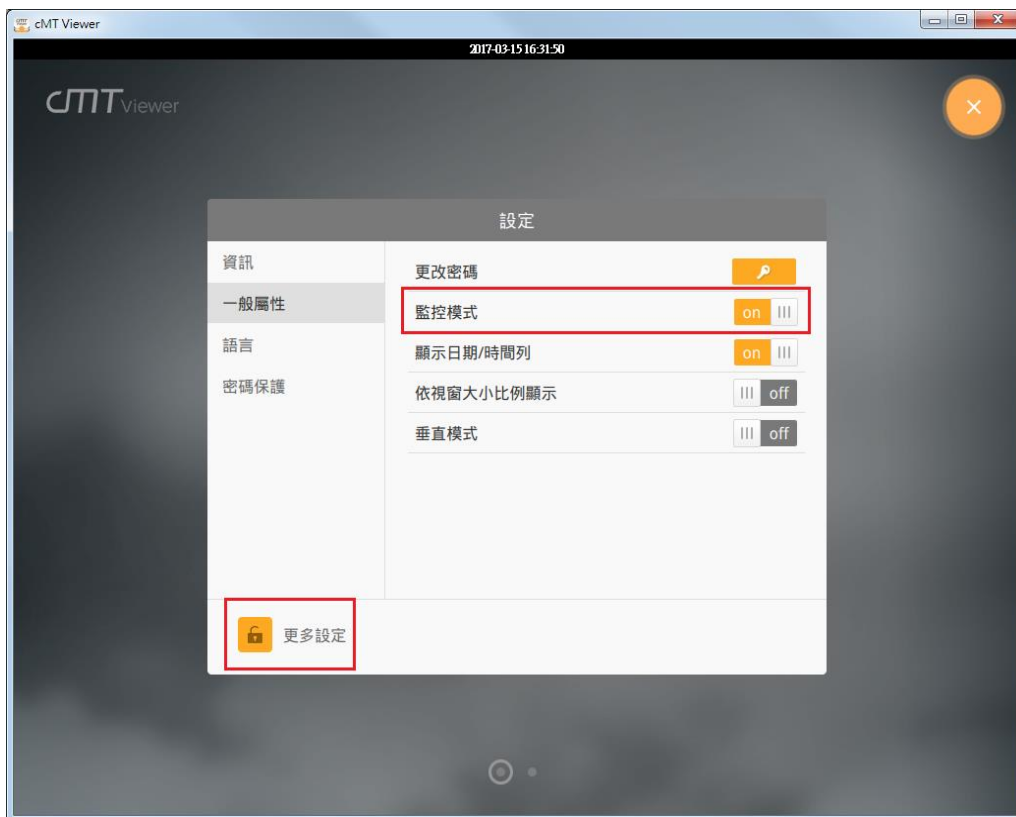 cMT Viewer
2017-03-15 16:31:50
cMT Viewer
設定
資訊
一般屬性
語言
密碼保護
更改密碼
監控模式 on
顯示日期/時間列 on
依視窗大小比例顯示 off
垂直模式 off
更多設定